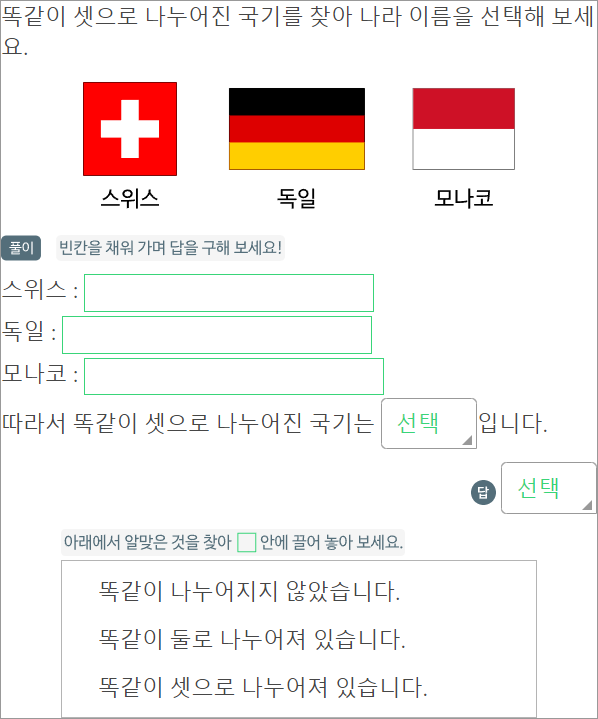 똑같이 셋으로 나누어진 국기를 찾아 나라 이름을 선택해 보세
요.
스위스 독일 모나코
풀이 빈칸을 채워 가며 답을 구해 보세요!
스위스 :
독일 :
모나코 :
따라서 똑같이 셋으로 나누어진 국기는 선택 입니다.
답 선택
아래에서 알맞은 것을 찾아 안에 끌어 놓아 보세요.
똑같이 나누어지지 않았습니다.
똑같이 둘로 나누어져 있습니다.
똑같이 셋으로 나누어져 있습니다.